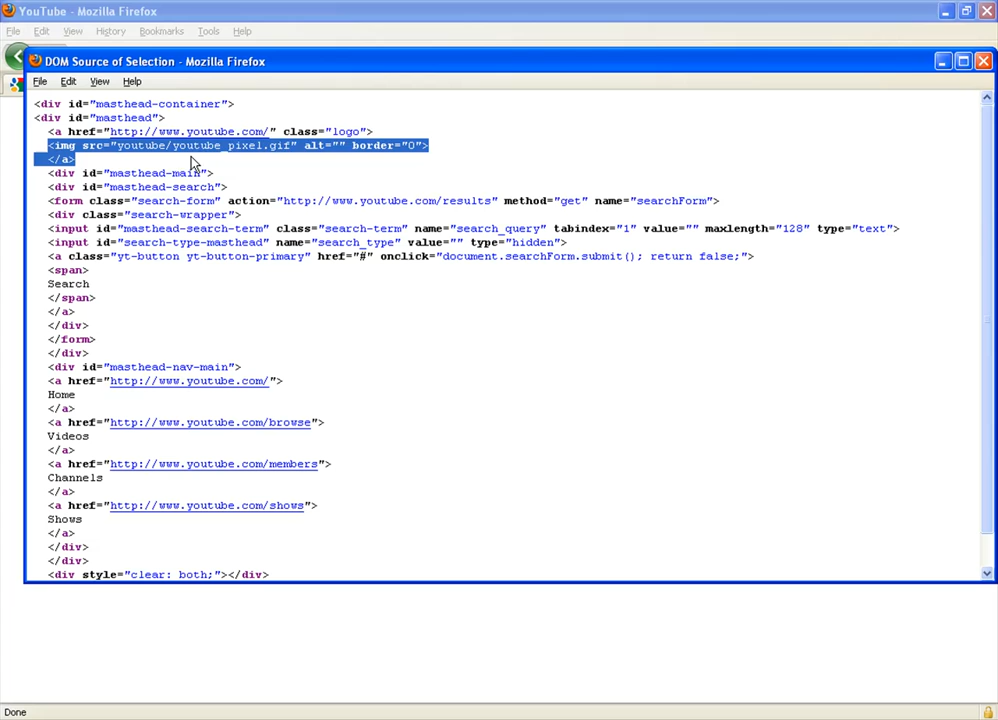 YouTube - Mozilla Firefox
File Edit View History Bookmarks Tools Help
DOM Source of Selection - Mozilla Firefox
File Edit View Help
<div id="masthead-container">
<div id="masthead">
<a href="http://www.youtube.com/" class="logo">
<img src="youtube/youtube_pixel.gif" alt="" border="0">
</a>
<div id="masthead-main">
<div id="masthead-search">
<form class="search-form" action="http://www.youtube.com/results" method="get" name="searchForm">
<div class="search-wrapper">
<input id="masthead-search-term" class="search-term" name="search_query" tabindex="1" value="" maxlength="128" type="text">
<input id="search-type-masthead" name="search_type" value="" type="hidden">
<a class="yt-button yt-button-primary" href="#" onclick="document.searchForm.submit(); return false;">
<span>
Search
</span>
</a>
</div>
</form>
</div>
<div id="masthead-nav-main">
<a href="http://www.youtube.com/">
Home
</a>
<a href="http://www.youtube.com/browse">
Videos
</a>
<a href="http://www.youtube.com/members">
Channels
</a>
<a href="http://www.youtube.com/shows">
Shows
</a>
</div>
</div>
<div style="clear: both;"></div>
Done